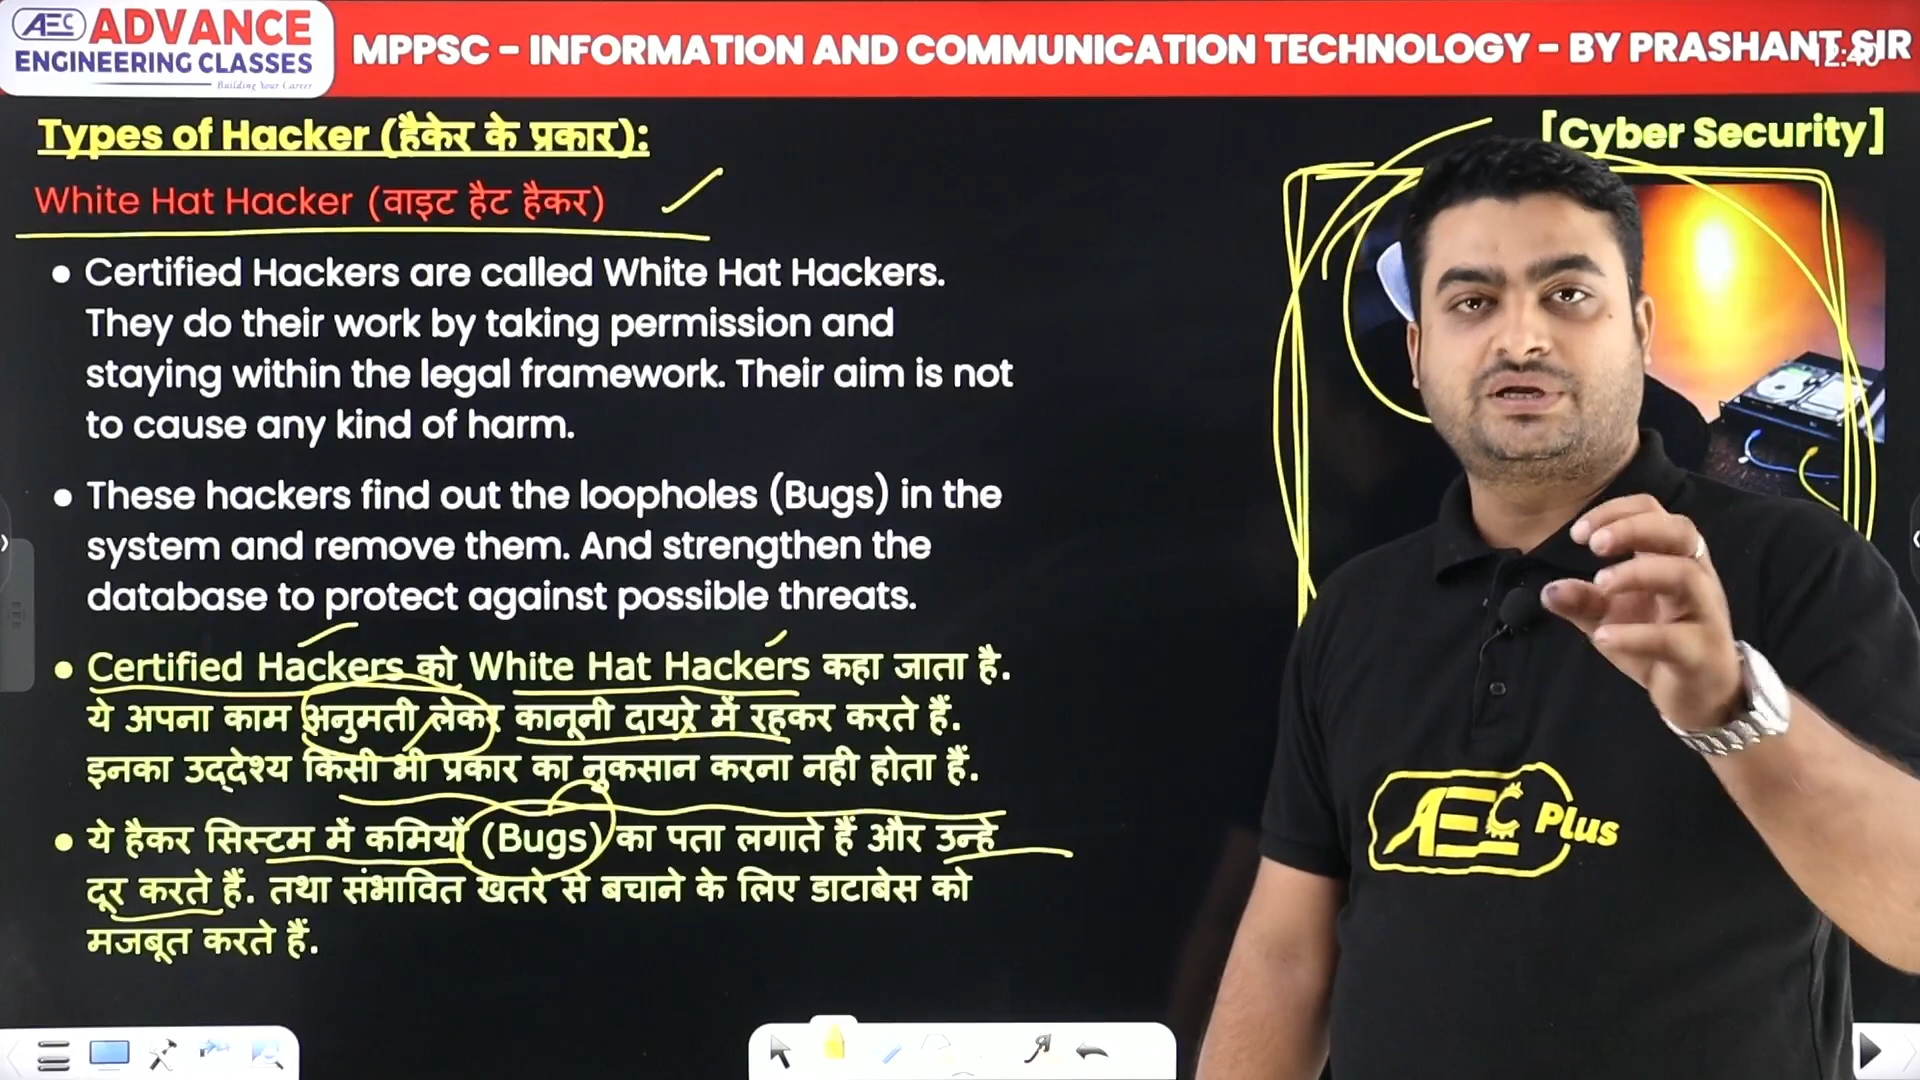 AEC ADVANCE
ENGINEERING CLASSES
Building Your Career
MPPSC - INFORMATION AND COMMUNICATION TECHNOLOGY - BY PRASHANT SIR
12:40
Types of Hacker (हैकेर के प्रकार):
[Cyber Security]
White Hat Hacker (वाइट हैट हैकर)
● Certified Hackers are called White Hat Hackers.
They do their work by taking permission and
staying within the legal framework. Their aim is not
to cause any kind of harm.
● These hackers find out the loopholes (Bugs) in the
system and remove them. And strengthen the
database to protect against possible threats.
● Certified Hackers को White Hat Hackers कहा जाता है.
ये अपना काम अनुमती लेकर कानूनी दायरे में रहकर करते हैं.
इनका उद्देश्य किसी भी प्रकार का नुकसान करना नही होता हैं.
● ये हैकर सिस्टम में कमियों (Bugs) का पता लगाते हैं और उन्हे
दूर करते हैं. तथा संभावित खतरे से बचाने के लिए डाटाबेस को
मजबूत करते हैं.
AEC Plus